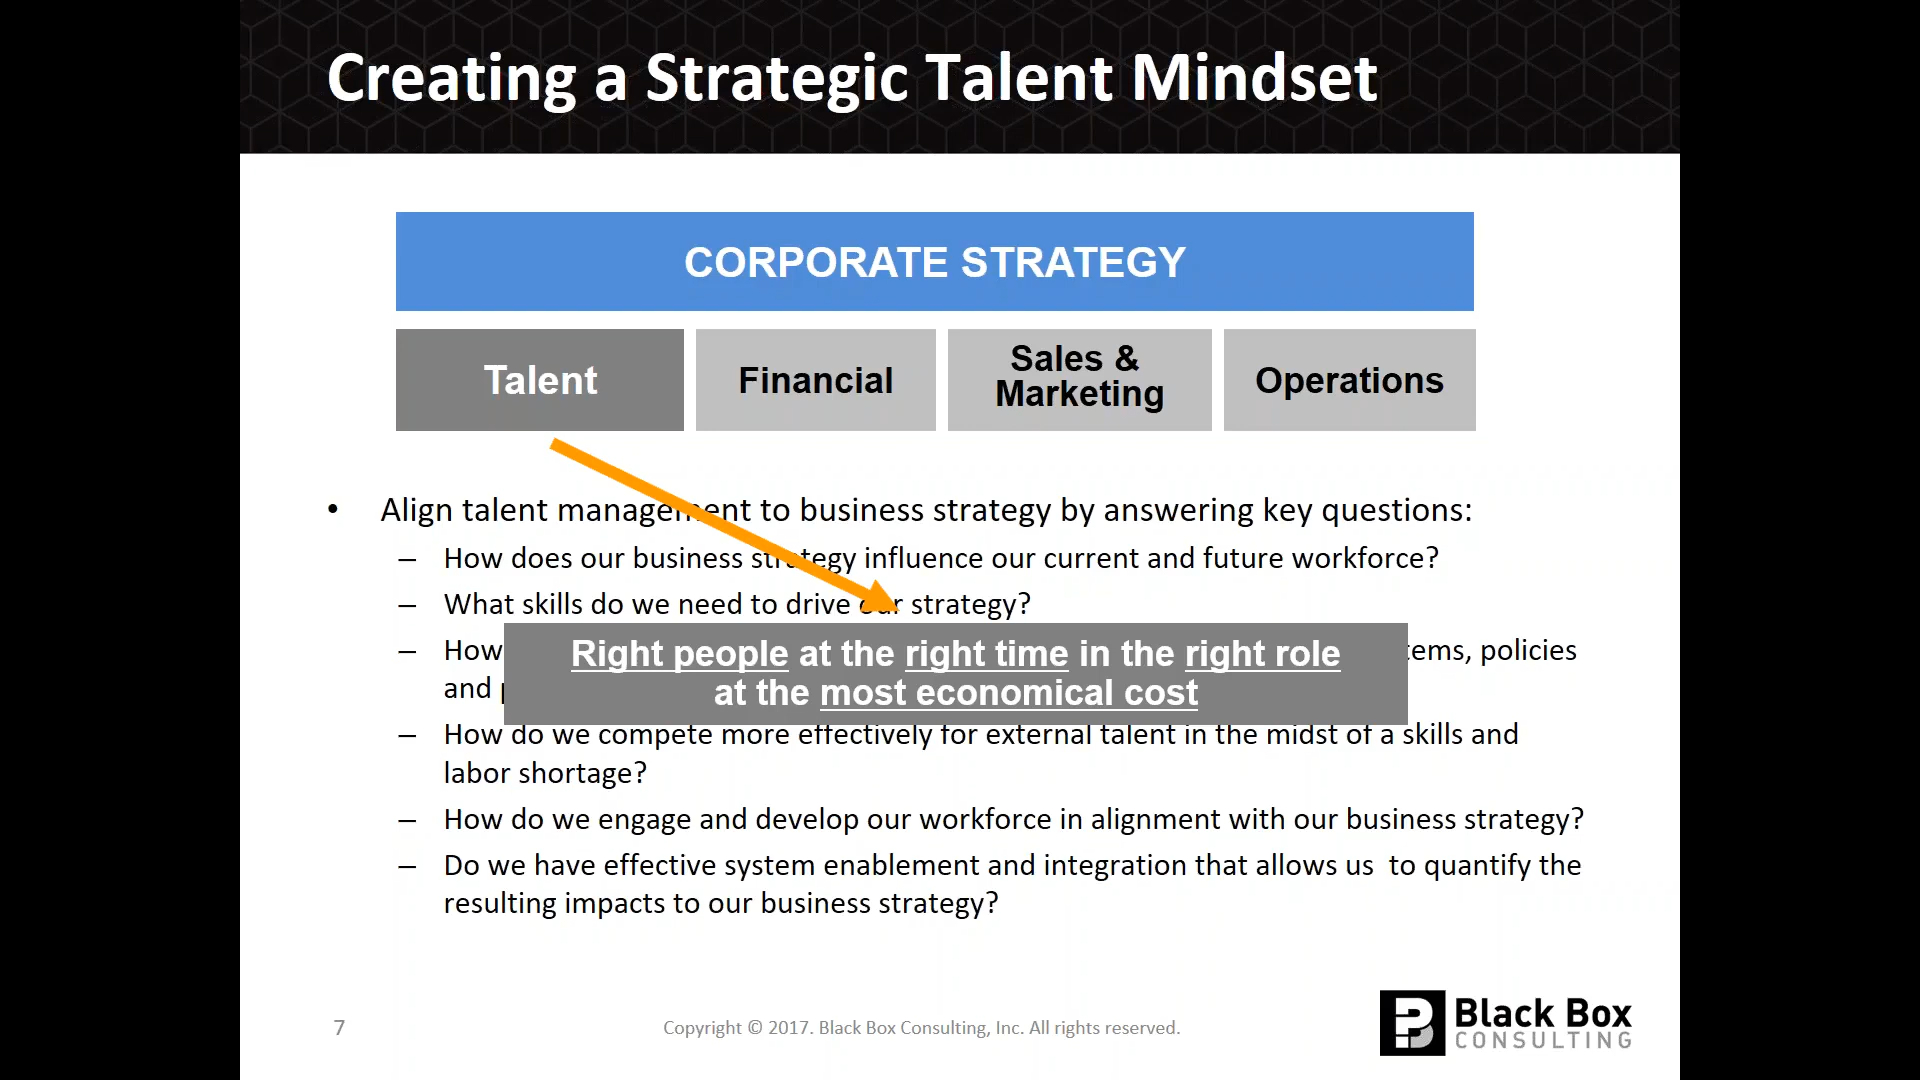 Creating a Strategic Talent Mindset
CORPORATE STRATEGY
Talent
Financial
Sales &
Marketing
Operations
• Align talent management to business strategy by answering key questions:
– How does our business strategy influence our current and future workforce?
– What skills do we need to drive our strategy?
– How policies
and
Right people at the right time in the right role
at the most economical cost
– How do we compete more effectively for external talent in the midst of a skills and
labor shortage?
– How do we engage and develop our workforce in alignment with our business strategy?
– Do we have effective system enablement and integration that allows us to quantify the
resulting impacts to our business strategy?
7
Copyright © 2017. Black Box Consulting, Inc. All rights reserved.
Black Box
CONSULTING